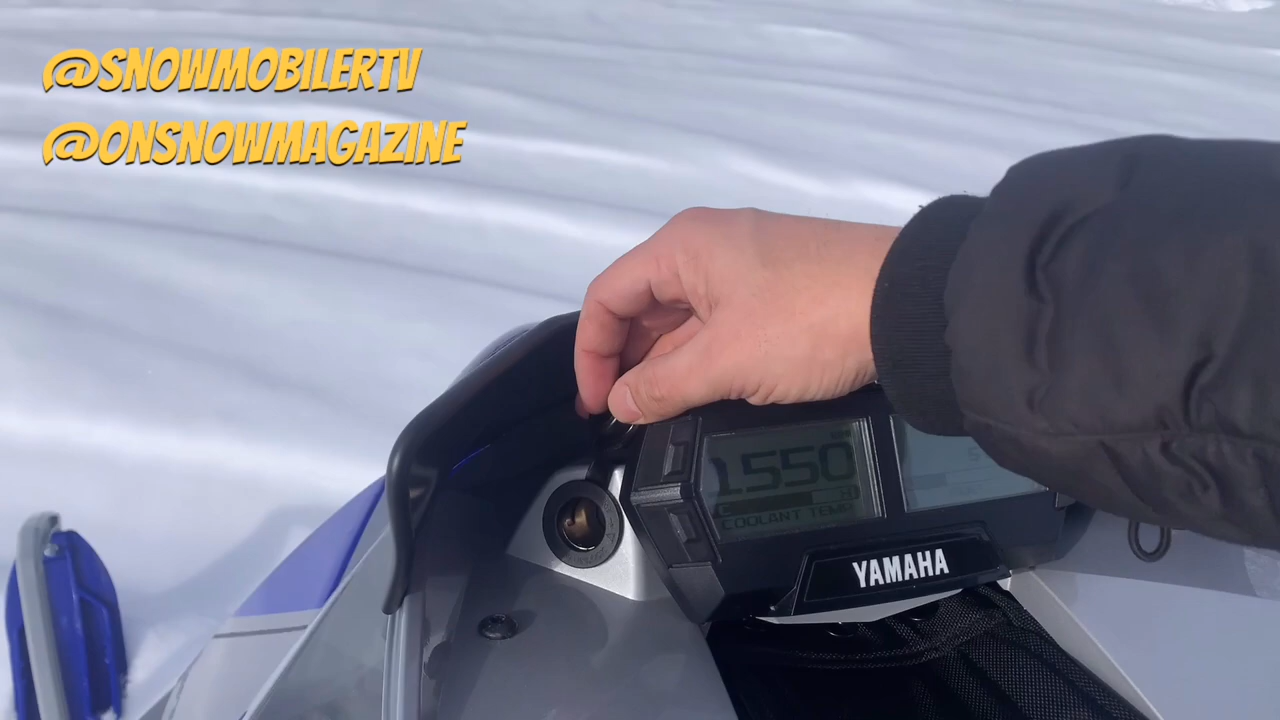 @SNOWMOBILERTV
@ONSNOWMAGAZINE
1550
COOLANT TEMP
YAMAHA